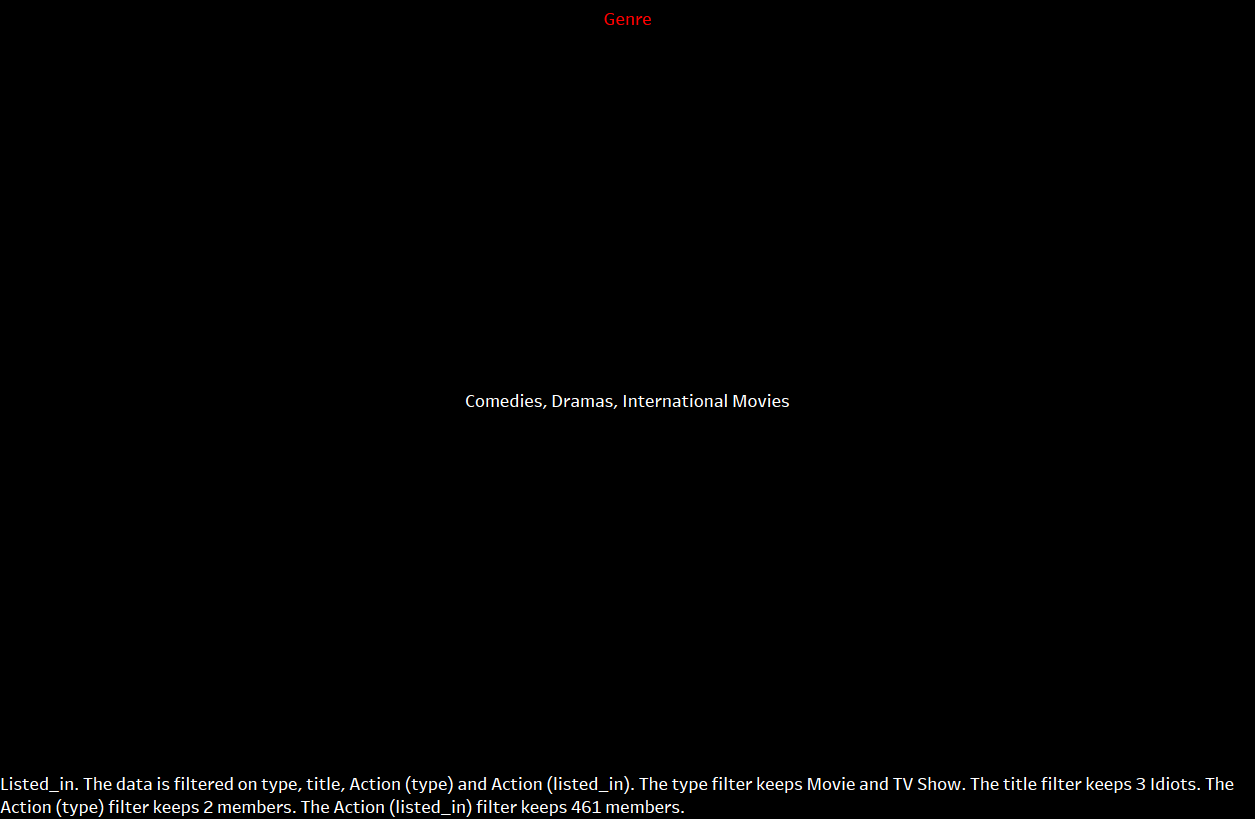 Genre
Comedies, Dramas, International Movies
Listed_in. The data is filtered on type, title, Action (type) and Action (listed_in). The type filter keeps Movie and TV Show. The title filter keeps 3 Idiots. The
Action (type) filter keeps 2 members. The Action (listed_in) filter keeps 461 members.